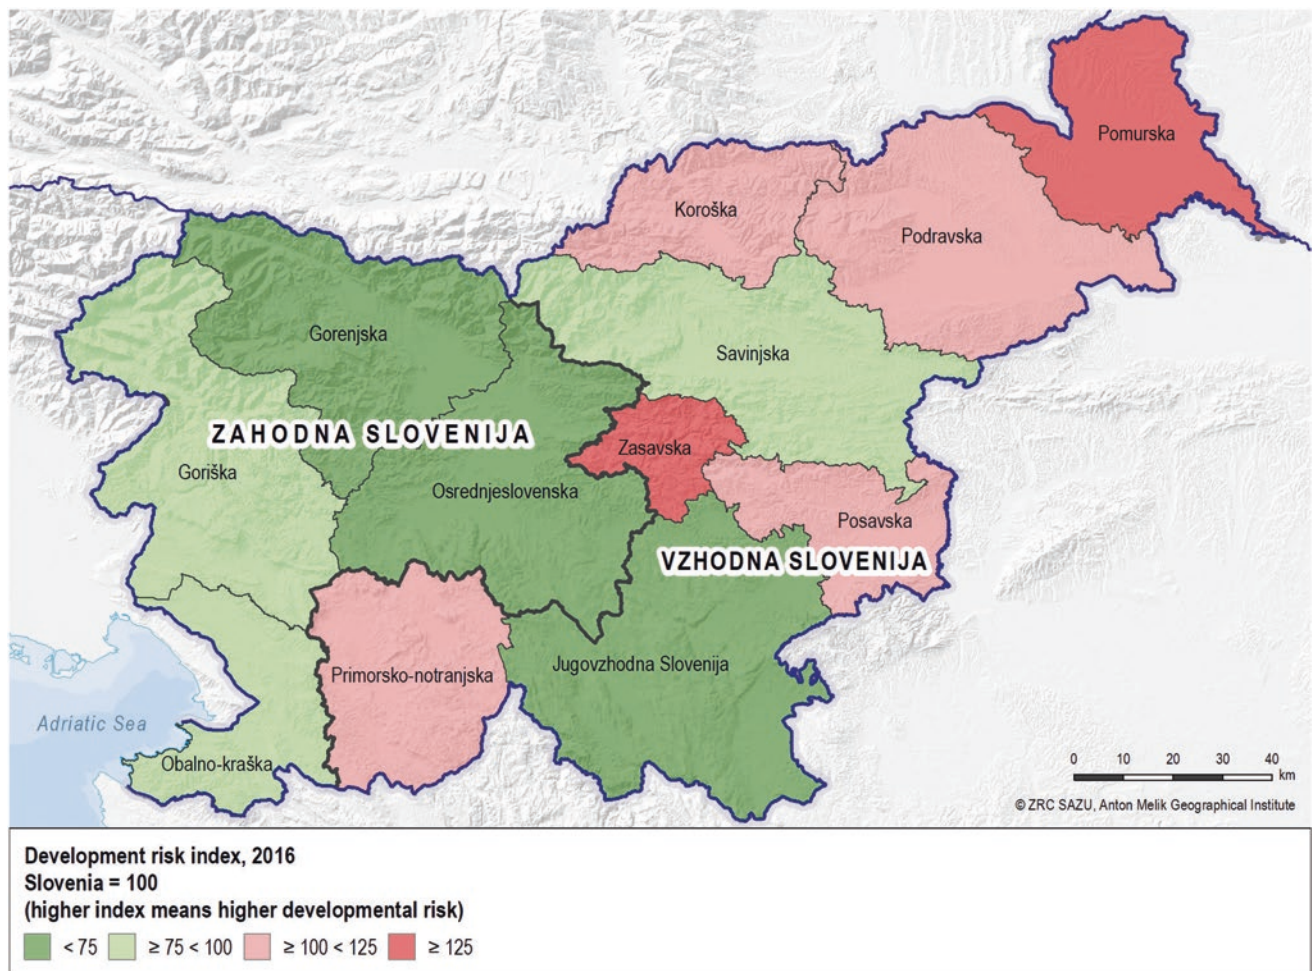 Pomurska
Koroška
Podravska
Gorenjska
Savinjska
ZAHODNA SLOVENIJA
Zasavska
Goriška
Osrednjeslovenska
Posavska
VZHODNA SLOVENIJA
Jugovzhodna Slovenija
Primorsko-notranjska
Adriatic Sea
Obalno-kraška
0 10 20 30 40
km
© ZRC SAZU, Anton Melik Geographical Institute
Development risk index, 2016
Slovenia = 100
(higher index means higher developmental risk)
< 75 ≥ 75 < 100 ≥ 100 < 125 ≥ 125